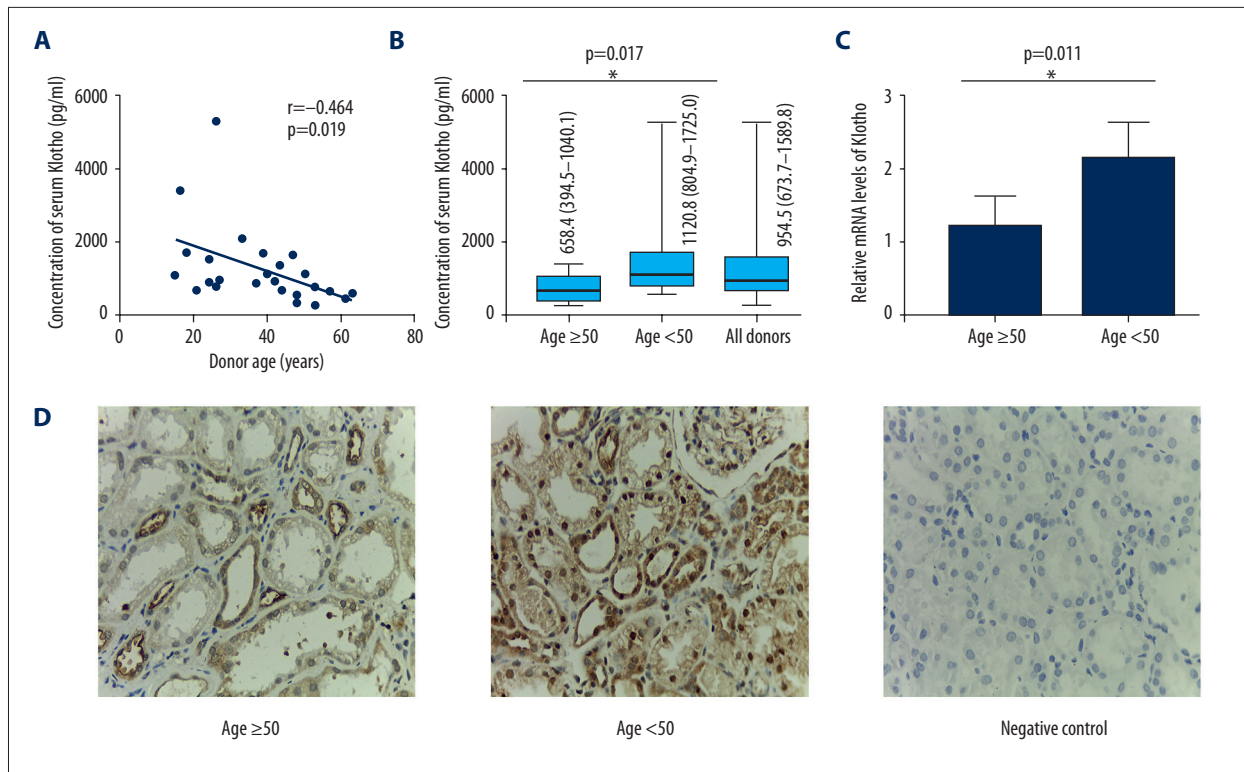 A
Concentration of serum Klotho (pg/ml)
6000
4000
2000
0
r=−0.464
p=0.019
0
20
40
60
80
Donor age (years)
B
p=0.017
*
Concentration of serum Klotho (pg/ml)
6000
4000
2000
0
658.4 (394.5–1040.1)
1120.8 (804.9–1725.0)
954.5 (673.7–1589.8)
Age ≥50
Age <50
All donors
C
p=0.011
*
Relative mRNA levels of Klotho
3
2
1
0
Age ≥50
Age <50
D
Age ≥50
Age <50
Negative control